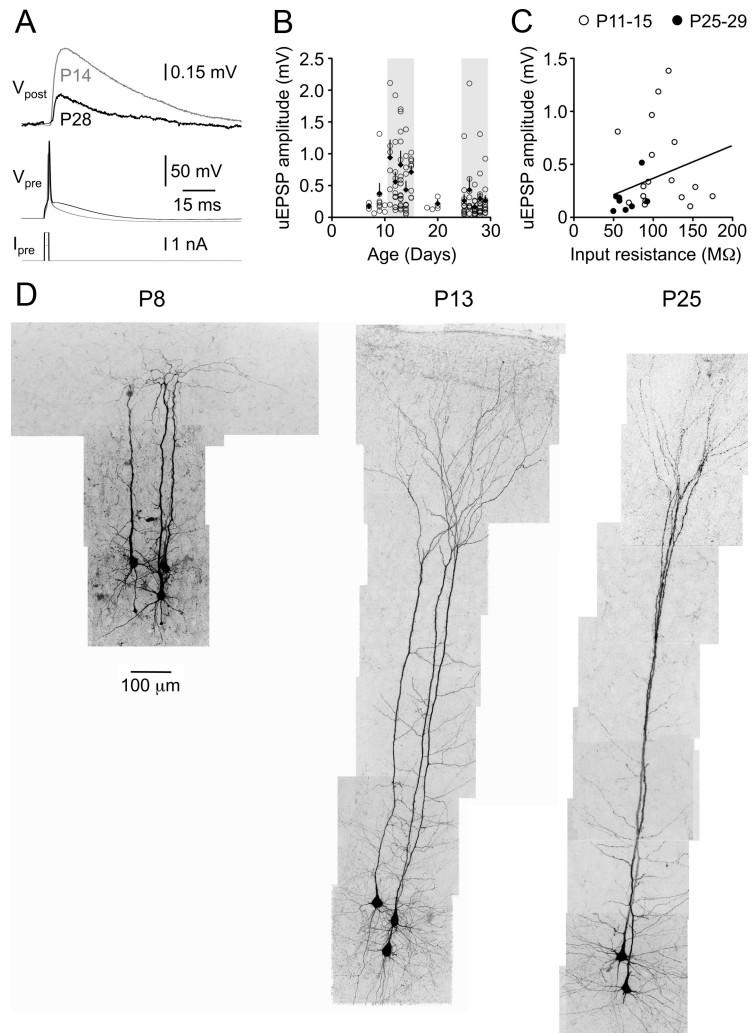 A
P14
0.15 mV
V post
P28
50 mV
V pre
15 ms
I pre
1 nA
B
uEPSP amplitude (mV)
2.5
2.0
1.5
1.0
0.5
0.0
0 10 20 30
Age (Days)
C
P11-15 P25-29
uEPSP amplitude (mV)
1.5
1.0
0.5
0
0 50 100 150 200
Input resistance (MΩ)
D
P8 P13 P25
100 μm